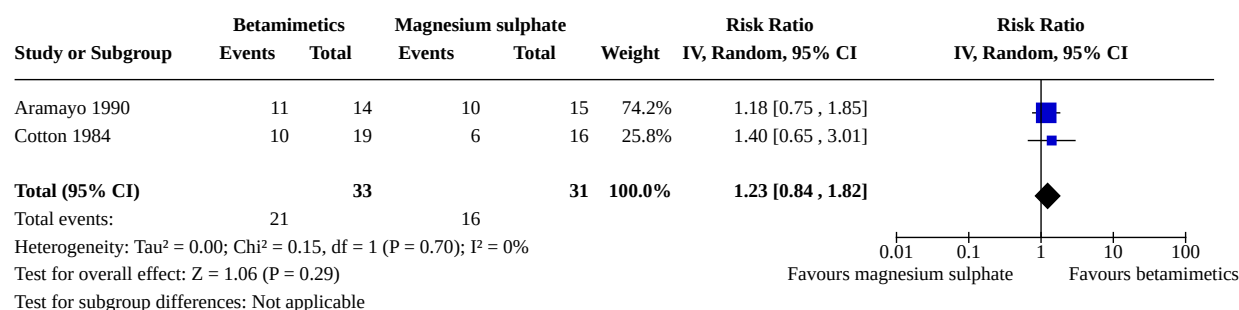 Betamimetics Magnesium sulphate Risk Ratio Risk Ratio
Study or Subgroup Events Total Events Total Weight IV, Random, 95% CI IV, Random, 95% CI
Aramayo 1990 11 14 10 15 74.2% 1.18 [0.75 , 1.85]
Cotton 1984 10 19 6 16 25.8% 1.40 [0.65 , 3.01]
Total (95% CI) 33 31 100.0% 1.23 [0.84 , 1.82]
Total events: 21 16
Heterogeneity: Tau² = 0.00; Chi² = 0.15, df = 1 (P = 0.70); I² = 0%
0.01 0.1 1 10 100
Test for overall effect: Z = 1.06 (P = 0.29) Favours magnesium sulphate Favours betamimetics
Test for subgroup differences: Not applicable